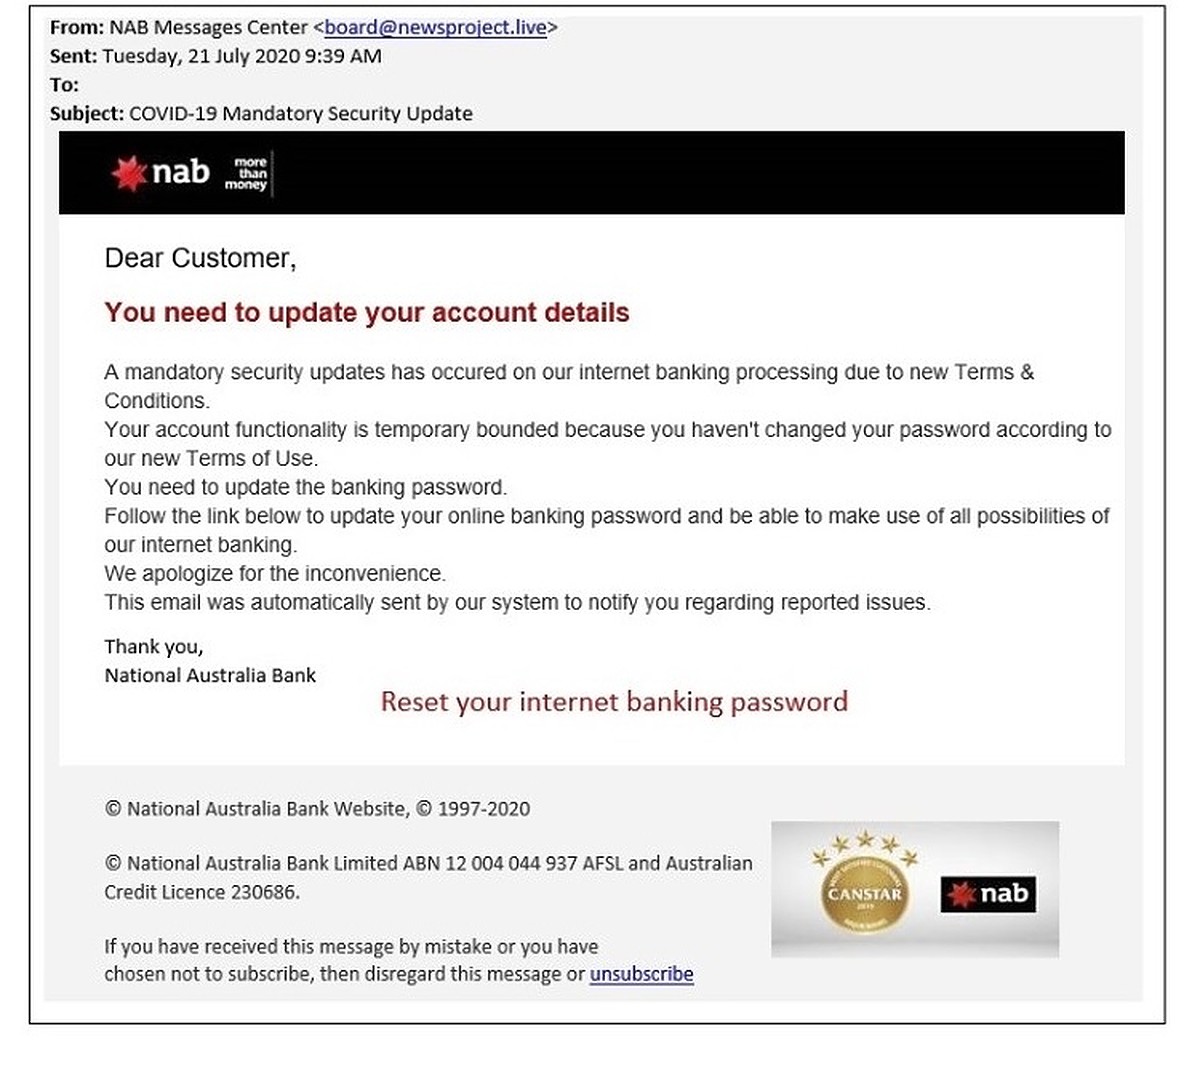 From: NAB Messages Center <board@newsproject.live>
Sent: Tuesday, 21 July 2020 9:39 AM
To:
Subject: COVID-19 Mandatory Security Update
nab
more
than
money
Dear Customer,
You need to update your account details
A mandatory security updates has occured on our internet banking processing due to new Terms &
Conditions.
Your account functionality is temporary bounded because you haven't changed your password according to
our new Terms of Use.
You need to update the banking password.
Follow the link below to update your online banking password and be able to make use of all possibilities of
our internet banking.
We apologize for the inconvenience.
This email was automatically sent by our system to notify you regarding reported issues.
Thank you,
National Australia Bank
Reset your internet banking password
© National Australia Bank Website, © 1997-2020
© National Australia Bank Limited ABN 12 004 044 937 AFSL and Australian
Credit Licence 230686.
If you have received this message by mistake or you have
chosen not to subscribe, then disregard this message or unsubscribe
CANSTAR
nab